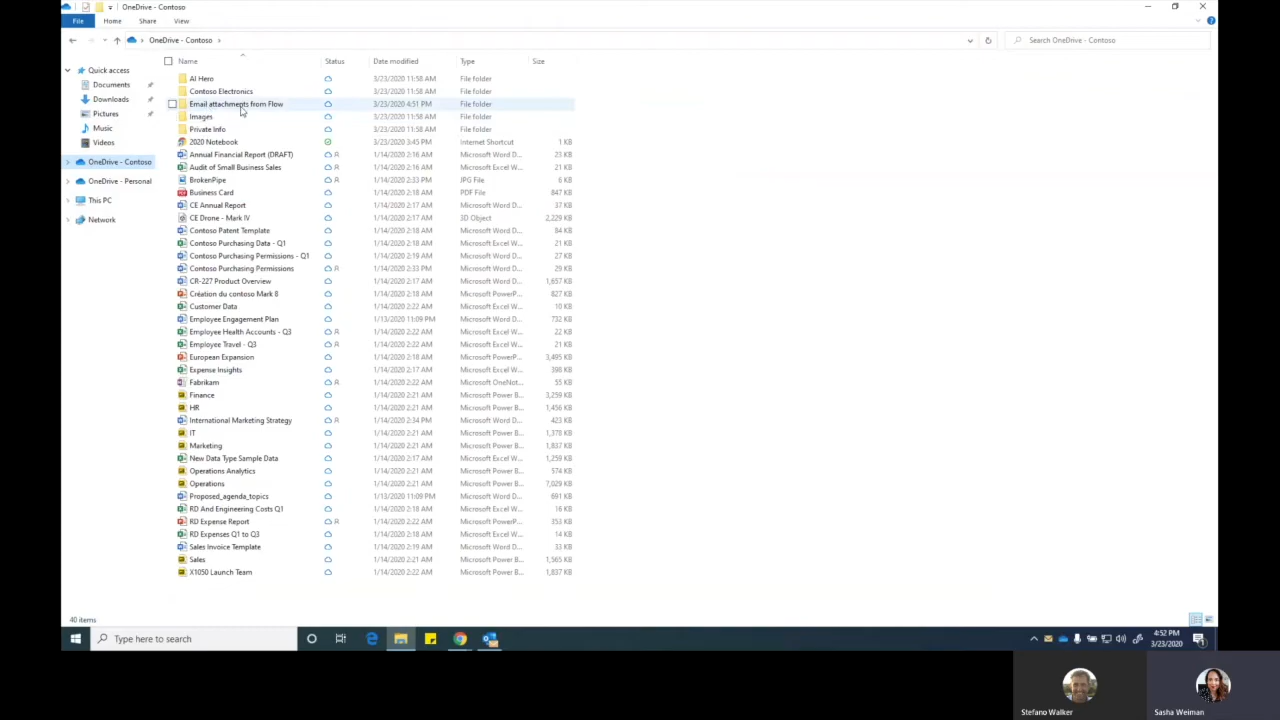 OneDrive - Contoso
File Home Share View
OneDrive - Contoso Search OneDrive - Contoso
Name Status Date modified Type Size
Quick access
Documents
Downloads
Pictures
Music
Videos
OneDrive - Contoso
OneDrive - Personal
This PC
Network
AI Hero 3/23/2020 11:58 AM File folder
Contoso Electronics 3/23/2020 11:58 AM File folder
Email attachments from Flow 3/23/2020 4:51 PM File folder
Images 3/23/2020 11:58 AM File folder
Private Info 3/23/2020 11:58 AM File folder
2020 Notebook 3/23/2020 3:45 PM Internet Shortcut 1 KB
Annual Financial Report (DRAFT) 1/14/2020 2:16 AM Microsoft Word D... 23 KB
Audit of Small Business Sales 1/14/2020 2:16 AM Microsoft Excel W... 21 KB
BrokenPipe 1/14/2020 2:33 PM JPG File 6 KB
Business Card 1/14/2020 2:18 AM PDF File 847 KB
CE Annual Report 1/14/2020 2:17 AM Microsoft Word D... 37 KB
CE Drone - Mark IV 1/14/2020 2:17 AM 3D Object 2,229 KB
Contoso Patent Template 1/14/2020 2:18 AM Microsoft Word D... 84 KB
Contoso Purchasing Data - Q1 1/14/2020 2:18 AM Microsoft Excel W... 21 KB
Contoso Purchasing Permissions - Q1 1/14/2020 2:19 AM Microsoft Word D... 27 KB
Contoso Purchasing Permissions 1/14/2020 2:33 PM Microsoft Word D... 29 KB
CR-227 Product Overview 1/14/2020 2:17 AM Microsoft Word D... 1,657 KB
Création du contoso Mark 8 1/14/2020 2:18 AM Microsoft PowerP... 827 KB
Customer Data 1/14/2020 2:22 AM Microsoft Excel W... 10 KB
Employee Engagement Plan 1/13/2020 11:09 PM Microsoft Word D... 732 KB
Employee Health Accounts - Q3 1/14/2020 2:22 AM Microsoft Excel W... 22 KB
Employee Travel - Q3 1/14/2020 2:22 AM Microsoft Excel W... 21 KB
European Expansion 1/14/2020 2:18 AM Microsoft PowerP... 3,495 KB
Expense Insights 1/14/2020 2:17 AM Microsoft Excel W... 398 KB
Fabrikam 1/14/2020 2:22 AM Microsoft OneNot... 55 KB
Finance 1/14/2020 2:21 AM Microsoft Power B... 3,259 KB
HR 1/14/2020 2:21 AM Microsoft Power B... 1,456 KB
International Marketing Strategy 1/14/2020 2:34 PM Microsoft Word D... 423 KB
IT 1/14/2020 2:21 AM Microsoft Power B... 1,378 KB
Marketing 1/14/2020 2:21 AM Microsoft Power B... 1,837 KB
New Data Type Sample Data 1/14/2020 2:17 AM Microsoft Excel W... 1,259 KB
Operations Analytics 1/14/2020 2:21 AM Microsoft Power B... 574 KB
Operations 1/14/2020 2:21 AM Microsoft Power B... 7,029 KB
Proposed_agenda_topics 1/13/2020 11:09 PM Microsoft Word D... 691 KB
RD And Engineering Costs Q1 1/14/2020 2:18 AM Microsoft Excel W... 16 KB
RD Expense Report 1/14/2020 2:22 AM Microsoft PowerP... 353 KB
RD Expenses Q1 to Q3 1/14/2020 2:18 AM Microsoft Excel W... 14 KB
Sales Invoice Template 1/14/2020 2:19 AM Microsoft Word D... 33 KB
Sales 1/14/2020 2:21 AM Microsoft Power B... 1,565 KB
X1050 Launch Team 1/14/2020 2:22 AM Microsoft Power B... 1,837 KB
40 items
Type here to search
4:52 PM
3/23/2020
Stefano Walker
Sasha Weiman